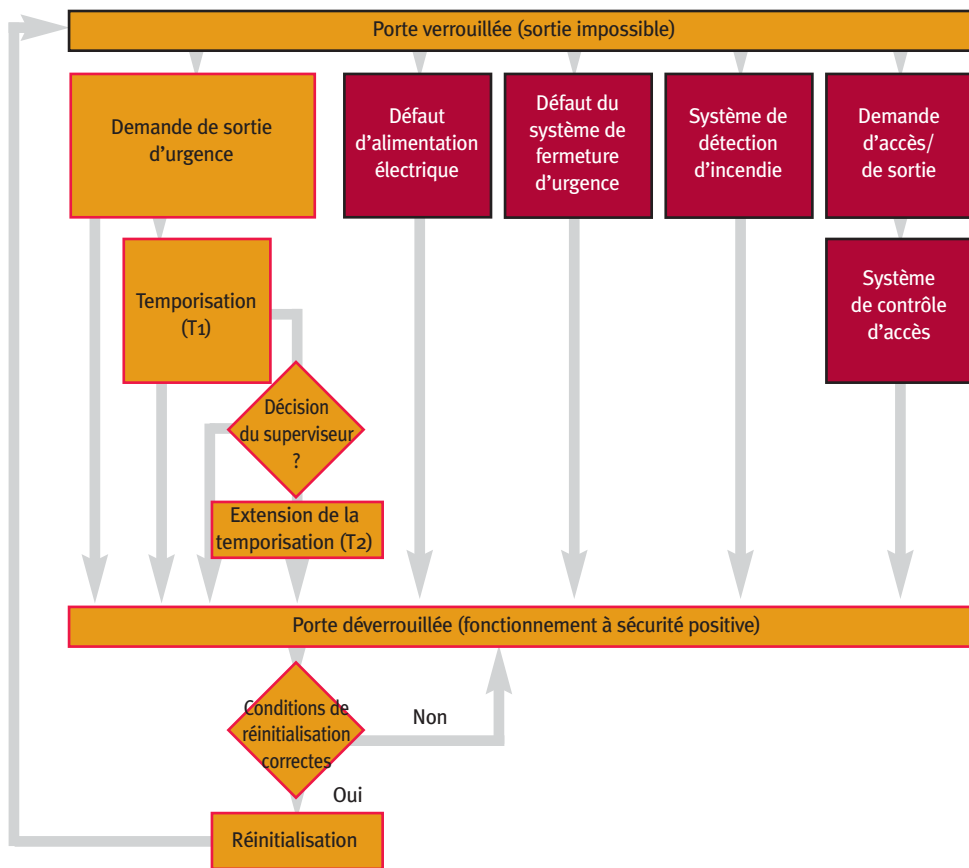 Porte verrouillée (sortie impossible)
Demande de sortie
d’urgence
Défaut
d’alimentation
électrique
Défaut du
système de
fermeture
d’urgence
Système de
détection
d’incendie
Demande
d’accès/
de sortie
Temporisation
(T1)
Système
de contrôle
d’accès
Décision
du superviseur
?
Extension de la
temporisation (T2)
Porte déverrouillée (fonctionnement à sécurité positive)
Conditions de
réinitialisation
correctes
Non
Oui
Réinitialisation